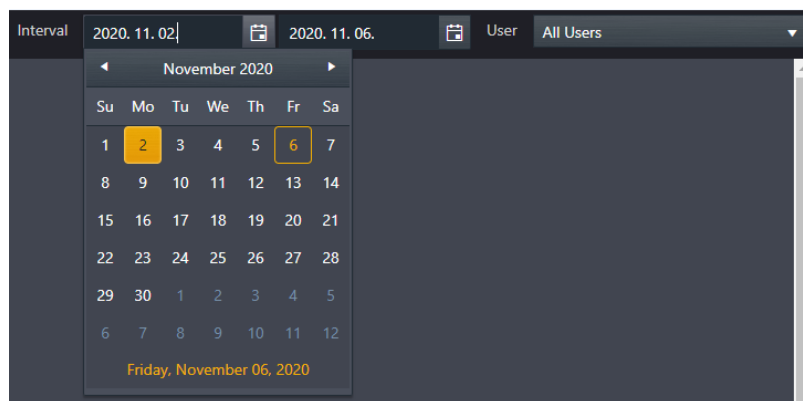 Interval 2020. 11. 02. 2020. 11. 06. User All Users
November 2020
Su Mo Tu We Th Fr Sa
1 2 3 4 5 6 7
8 9 10 11 12 13 14
15 16 17 18 19 20 21
22 23 24 25 26 27 28
29 30 1 2 3 4 5
6 7 8 9 10 11 12
Friday, November 06, 2020